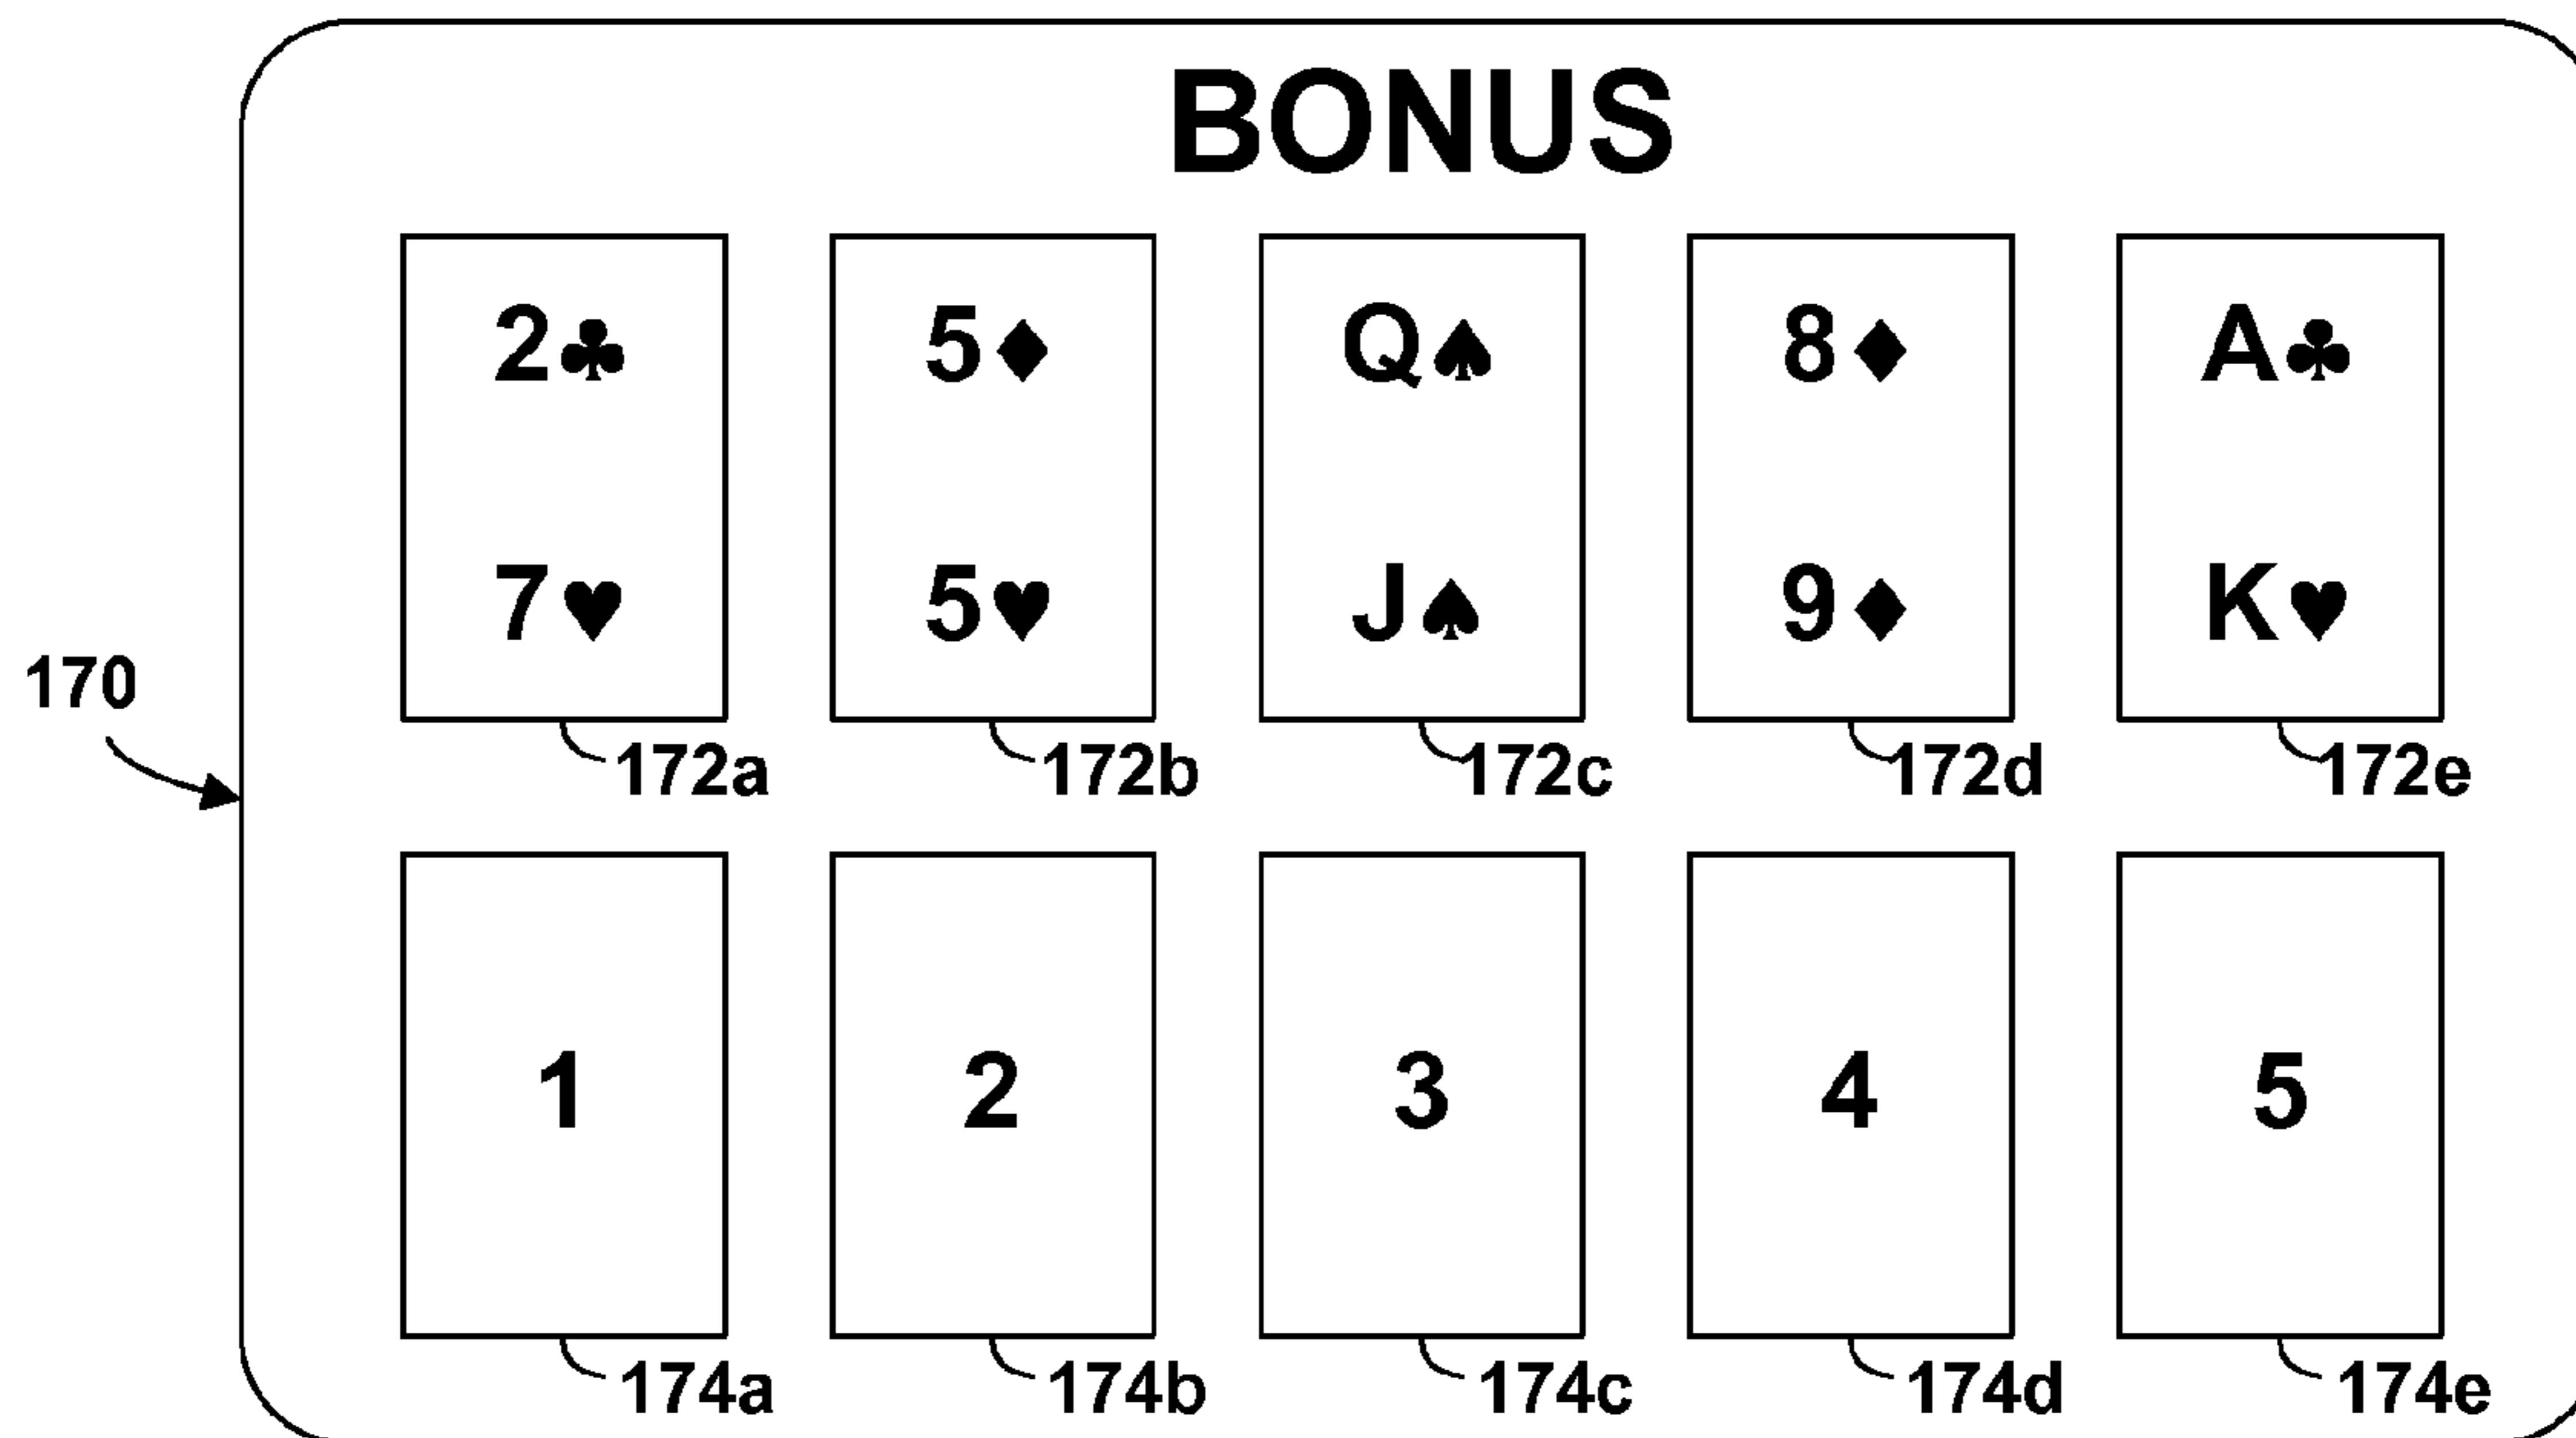 BONUS
2♣ 5♦ Q♠ 8♦ A♣
7♥ 5♥ J♠ 9♦ K♥
170
172a 172b 172c 172d 172e
1 2 3 4 5
174a 174b 174c 174d 174e